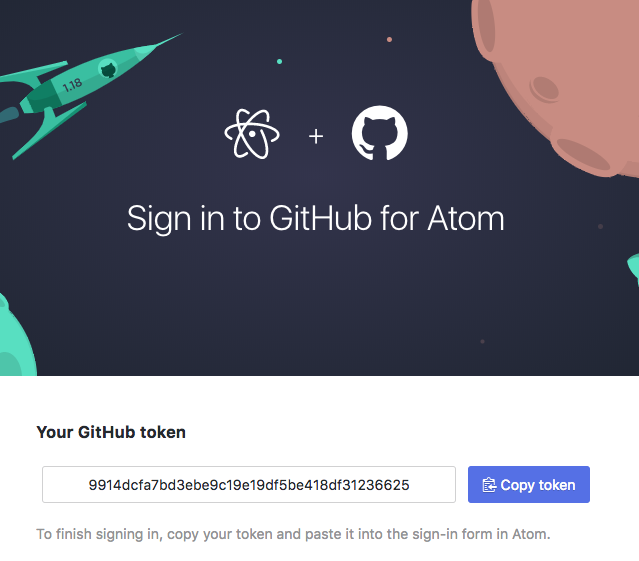 1.18
+
Sign in to GitHub for Atom
Your GitHub token
9914dcfa7bd3ebe9c19e19df5be418df31236625
Copy token
To finish signing in, copy your token and paste it into the sign-in form in Atom.